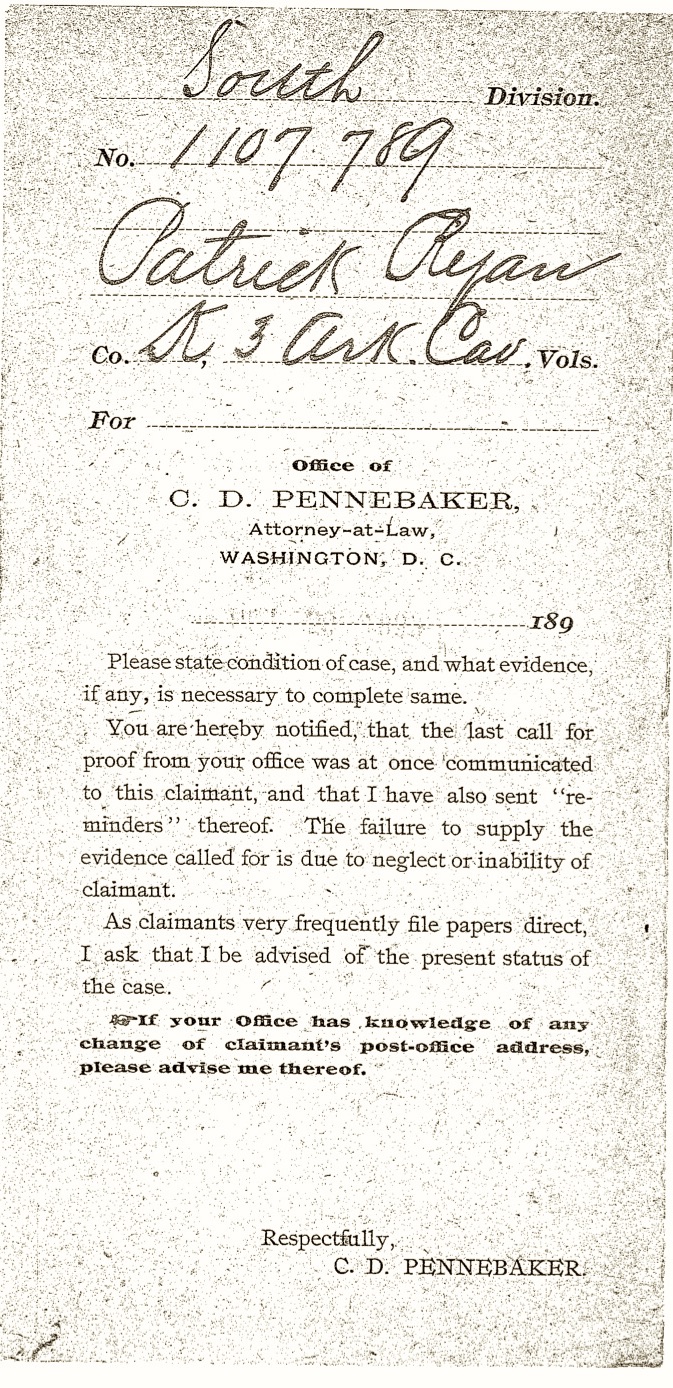 South Division.
No. 1107 789
Patrick Ryan
Co. K, 3 Ark. Cav. Vols.
For
Office of
C. D. PENNEBAKER,
Attorney-at-Law,
WASHINGTON, D. C.
189
Please state condition of case, and what evidence,
if any, is necessary to complete same.
You are hereby notified, that the last call for
proof from your office was at once communicated
to this claimant, and that I have also sent “re-
minders” thereof. The failure to supply the
evidence called for is due to neglect or inability of
claimant.
As claimants very frequently file papers direct,
I ask that I be advised of the present status of
the case.
☞If your Office has knowledge of any
change of claimant's post-office address,
please advise me thereof.
Respectfully,
C. D. PENNEBAKER.